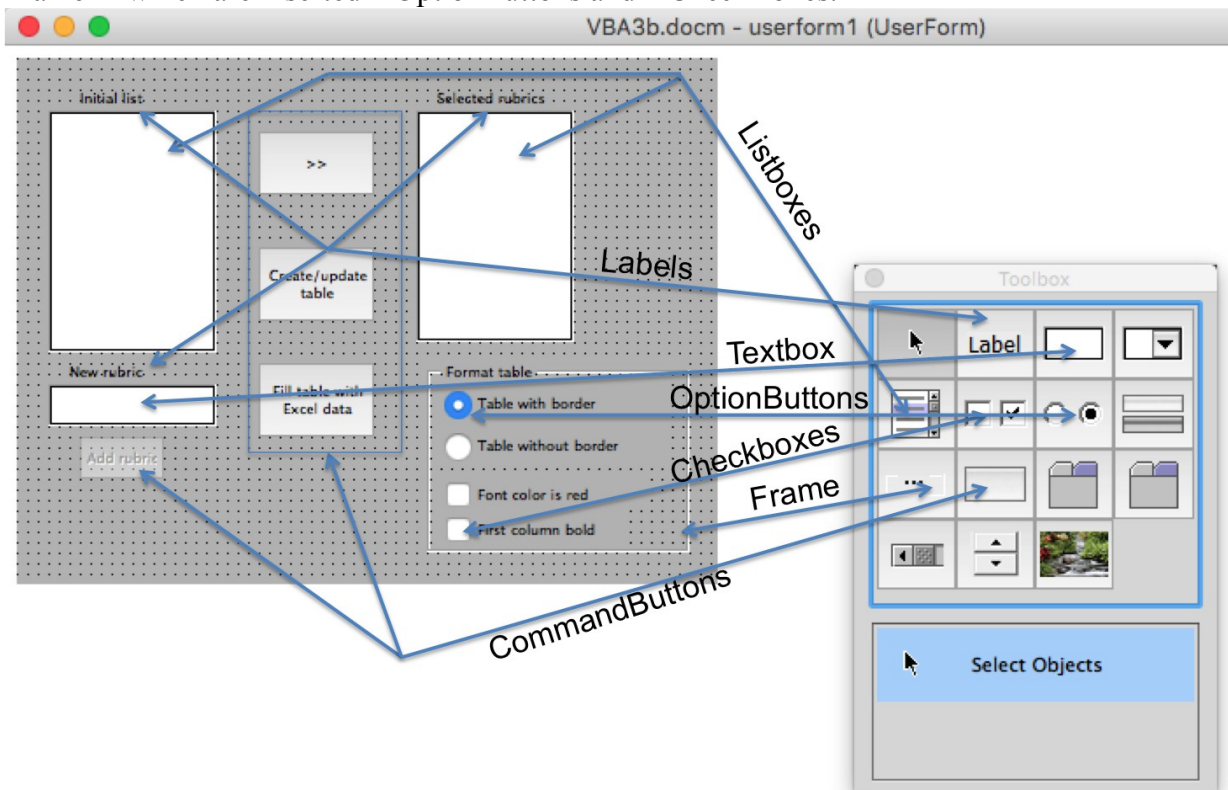 VBA3b.docm - userform1 (UserForm)
Initial list
Selected rubrics
>>
Listboxes
Labels
Create/update
table
Toolbox
Label
Textbox
New rubric
Format table
Fill table with
Excel data
Table with border
OptionButtons
Add rubric
Table without border
Checkboxes
Font color is red
Frame
First column bold
CommandButtons
Select Objects